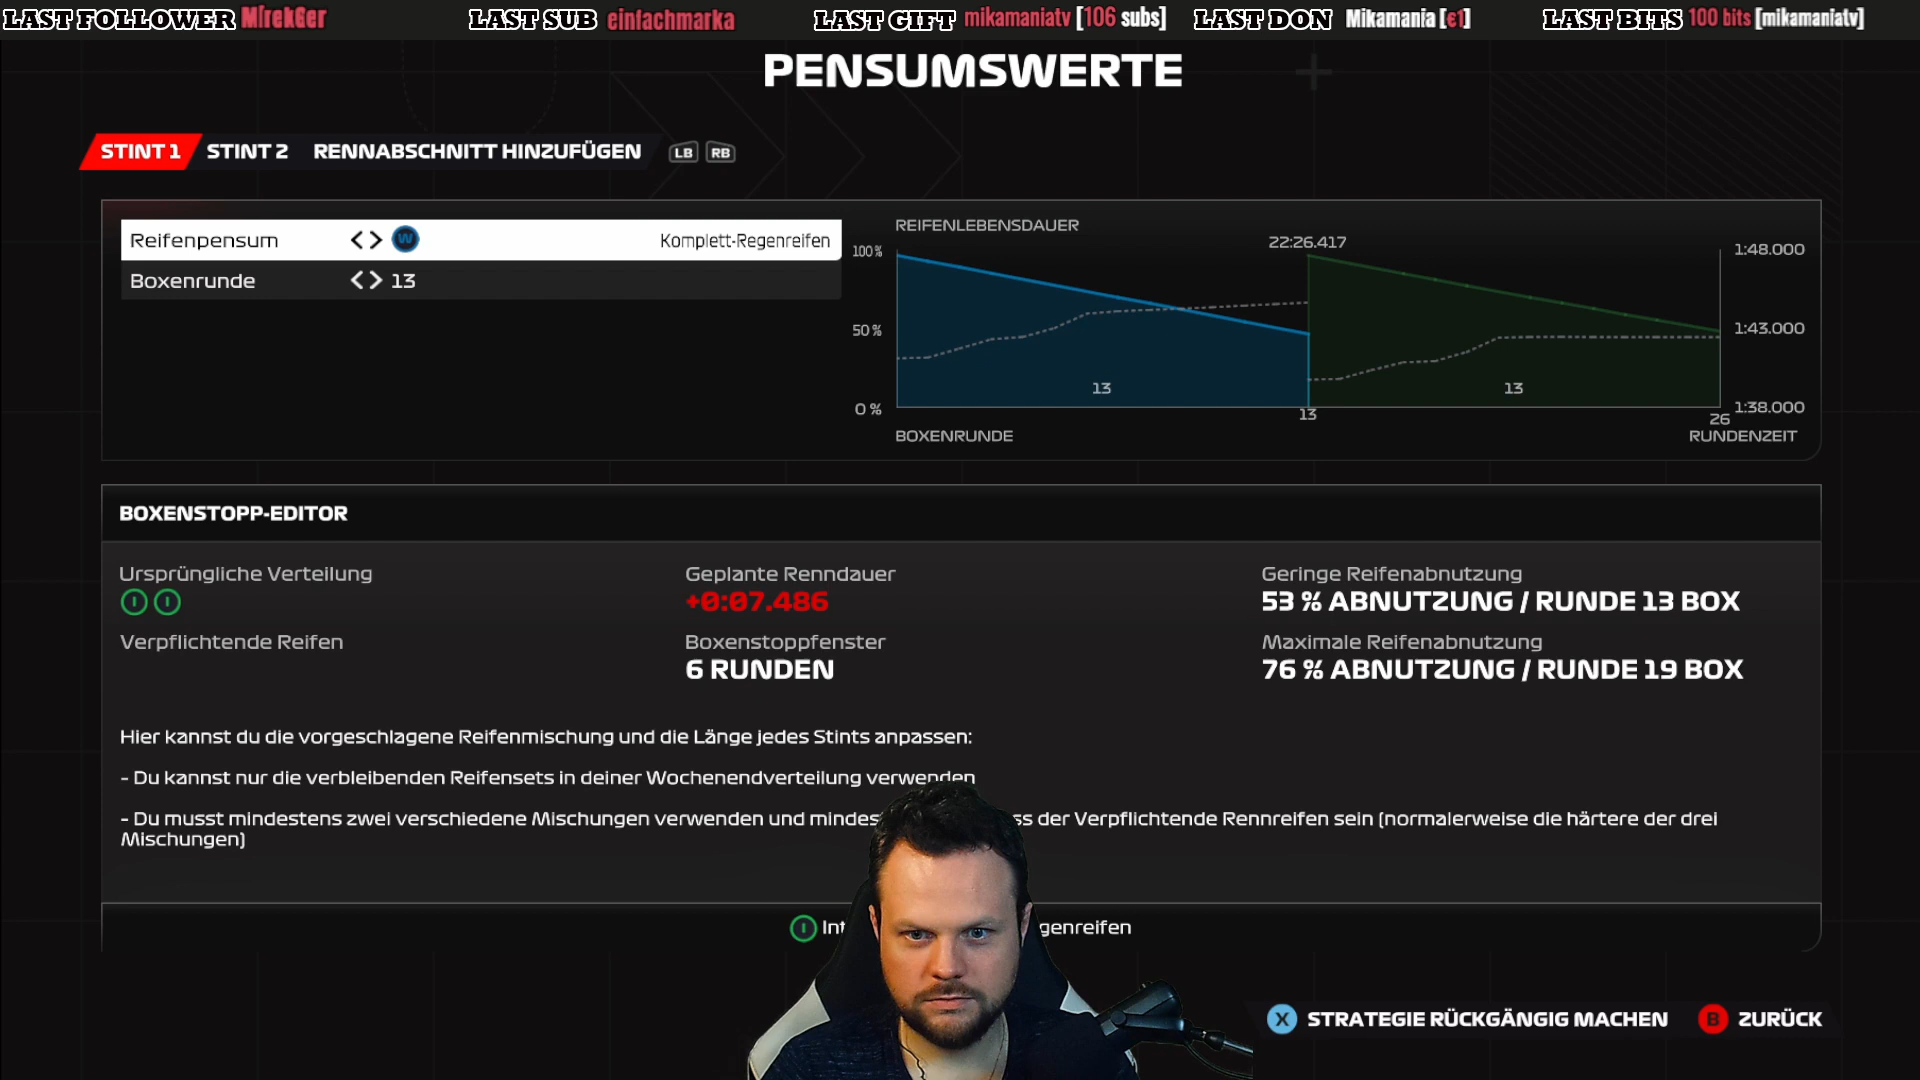 LAST FOLLOWER MirekGer
LAST SUB einfachmarka
LAST GIFT mikamaniatv [106 subs]
LAST DON Mikamania [€1]
LAST BITS 100 bits [mikamaniatv]
PENSUMSWERTE
STINT 1 STINT 2 RENNABSCHNITT HINZUFÜGEN LB RB
Reifenpensum < > W Komplett-Regenreifen
Boxenrunde < > 13
REIFENLEBENSDAUER
22:26.417
100 %
50 %
0 %
1:48.000
1:43.000
1:38.000
13
13
13
26
BOXENRUNDE
RUNDENZEIT
BOXENSTOPP-EDITOR
Ursprüngliche Verteilung
I I
Verpflichtende Reifen
Geplante Renndauer
+0:07.486
Boxenstoppfenster
6 RUNDEN
Geringe Reifenabnutzung
53 % ABNUTZUNG / RUNDE 13 BOX
Maximale Reifenabnutzung
76 % ABNUTZUNG / RUNDE 19 BOX
Hier kannst du die vorgeschlagene Reifenmischung und die Länge jedes Stints anpassen:
- Du kannst nur die verbleibenden Reifensets in deiner Wochenendverteilung verwenden
- Du musst mindestens zwei verschiedene Mischungen verwenden und mindes ss der Verpflichtende Rennreifen sein (normalerweise die härtere der drei
Mischungen)
I Int genreifen
X STRATEGIE RÜCKGÄNGIG MACHEN B ZURÜCK